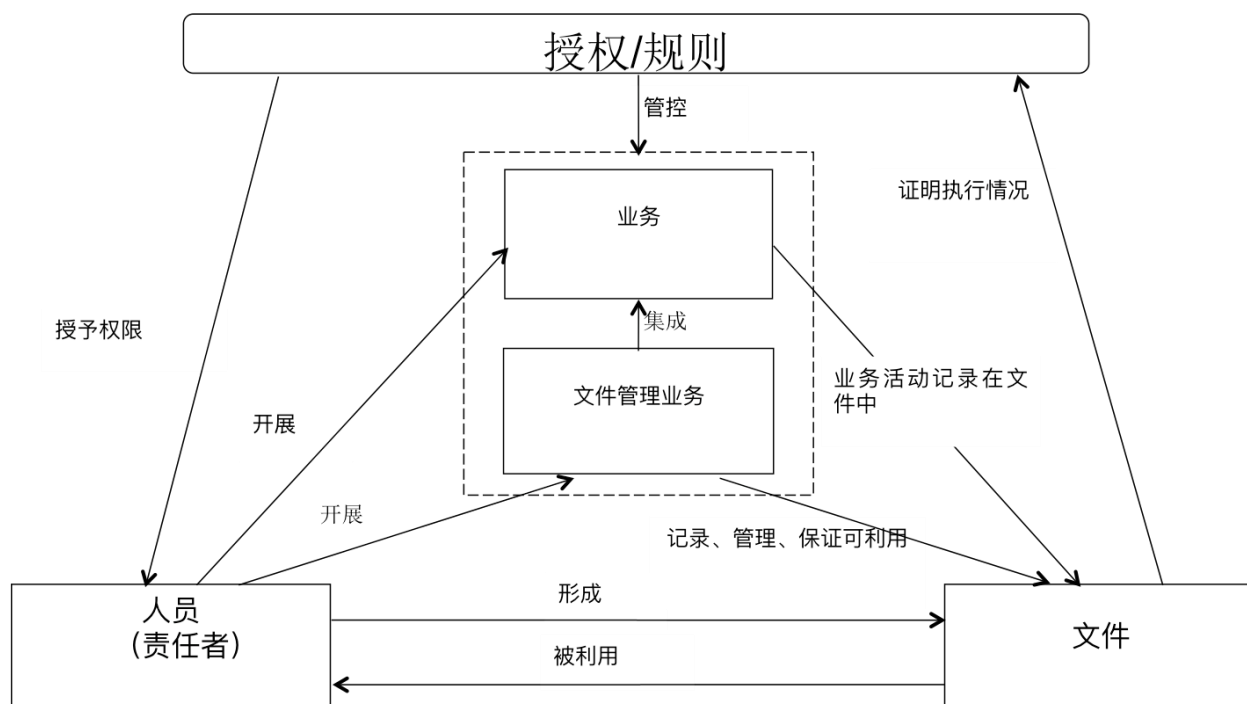 授权/规则
管控
业务
证明执行情况
集成
授予权限
文件管理业务
业务活动记录在文
件中
开展
开展
记录、管理、保证可利用
形成
人员
（责任者）
文件
被利用